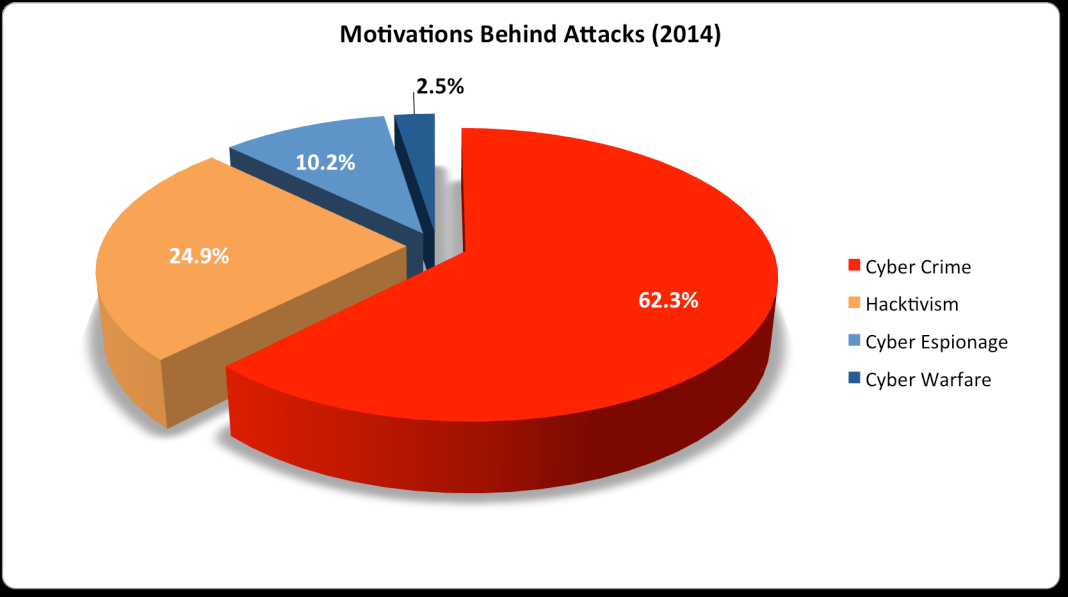 Motivations Behind Attacks (2014)
2.5%
10.2%
24.9%
62.3%
Cyber Crime
Hacktivism
Cyber Espionage
Cyber Warfare